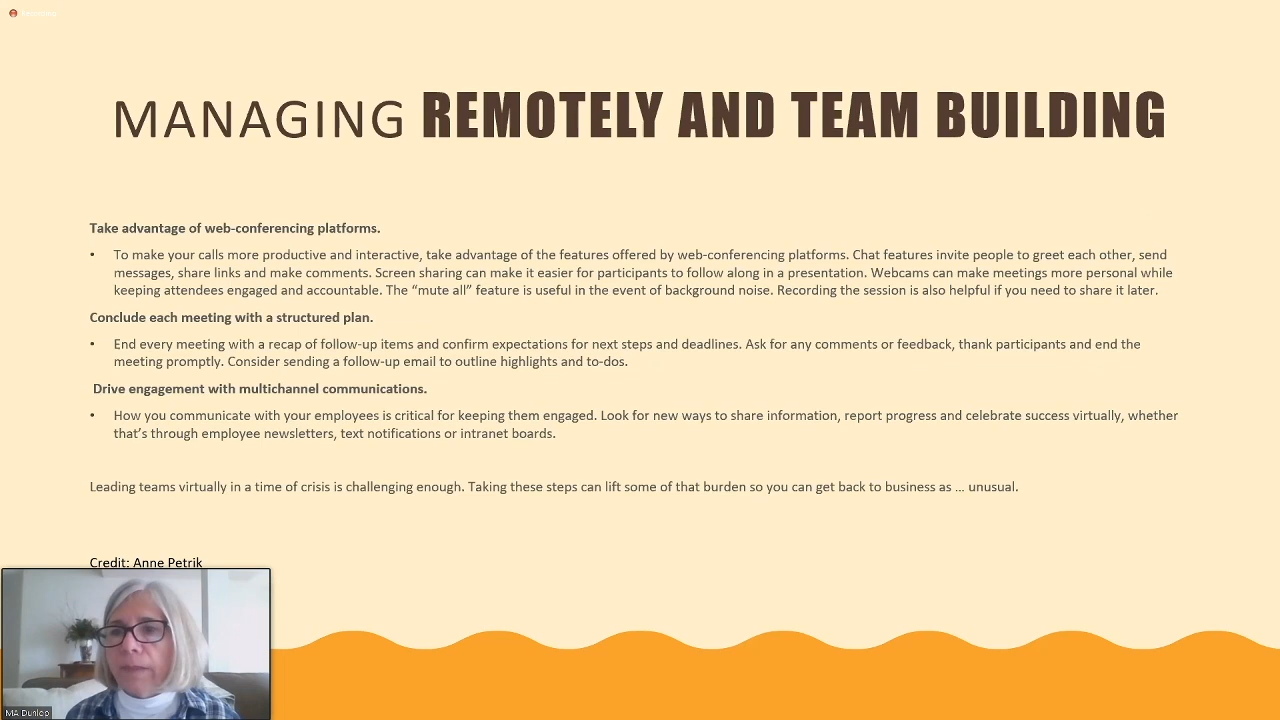 Recording
MANAGING REMOTELY AND TEAM BUILDING
Take advantage of web-conferencing platforms.
• To make your calls more productive and interactive, take advantage of the features offered by web-conferencing platforms. Chat features invite people to greet each other, send
messages, share links and make comments. Screen sharing can make it easier for participants to follow along in a presentation. Webcams can make meetings more personal while
keeping attendees engaged and accountable. The “mute all” feature is useful in the event of background noise. Recording the session is also helpful if you need to share it later.
Conclude each meeting with a structured plan.
• End every meeting with a recap of follow-up items and confirm expectations for next steps and deadlines. Ask for any comments or feedback, thank participants and end the
meeting promptly. Consider sending a follow-up email to outline highlights and to-dos.
Drive engagement with multichannel communications.
• How you communicate with your employees is critical for keeping them engaged. Look for new ways to share information, report progress and celebrate success virtually, whether
that’s through employee newsletters, text notifications or intranet boards.
Leading teams virtually in a time of crisis is challenging enough. Taking these steps can lift some of that burden so you can get back to business as … unusual.
Credit: Anne Petrik
MA Dunlop